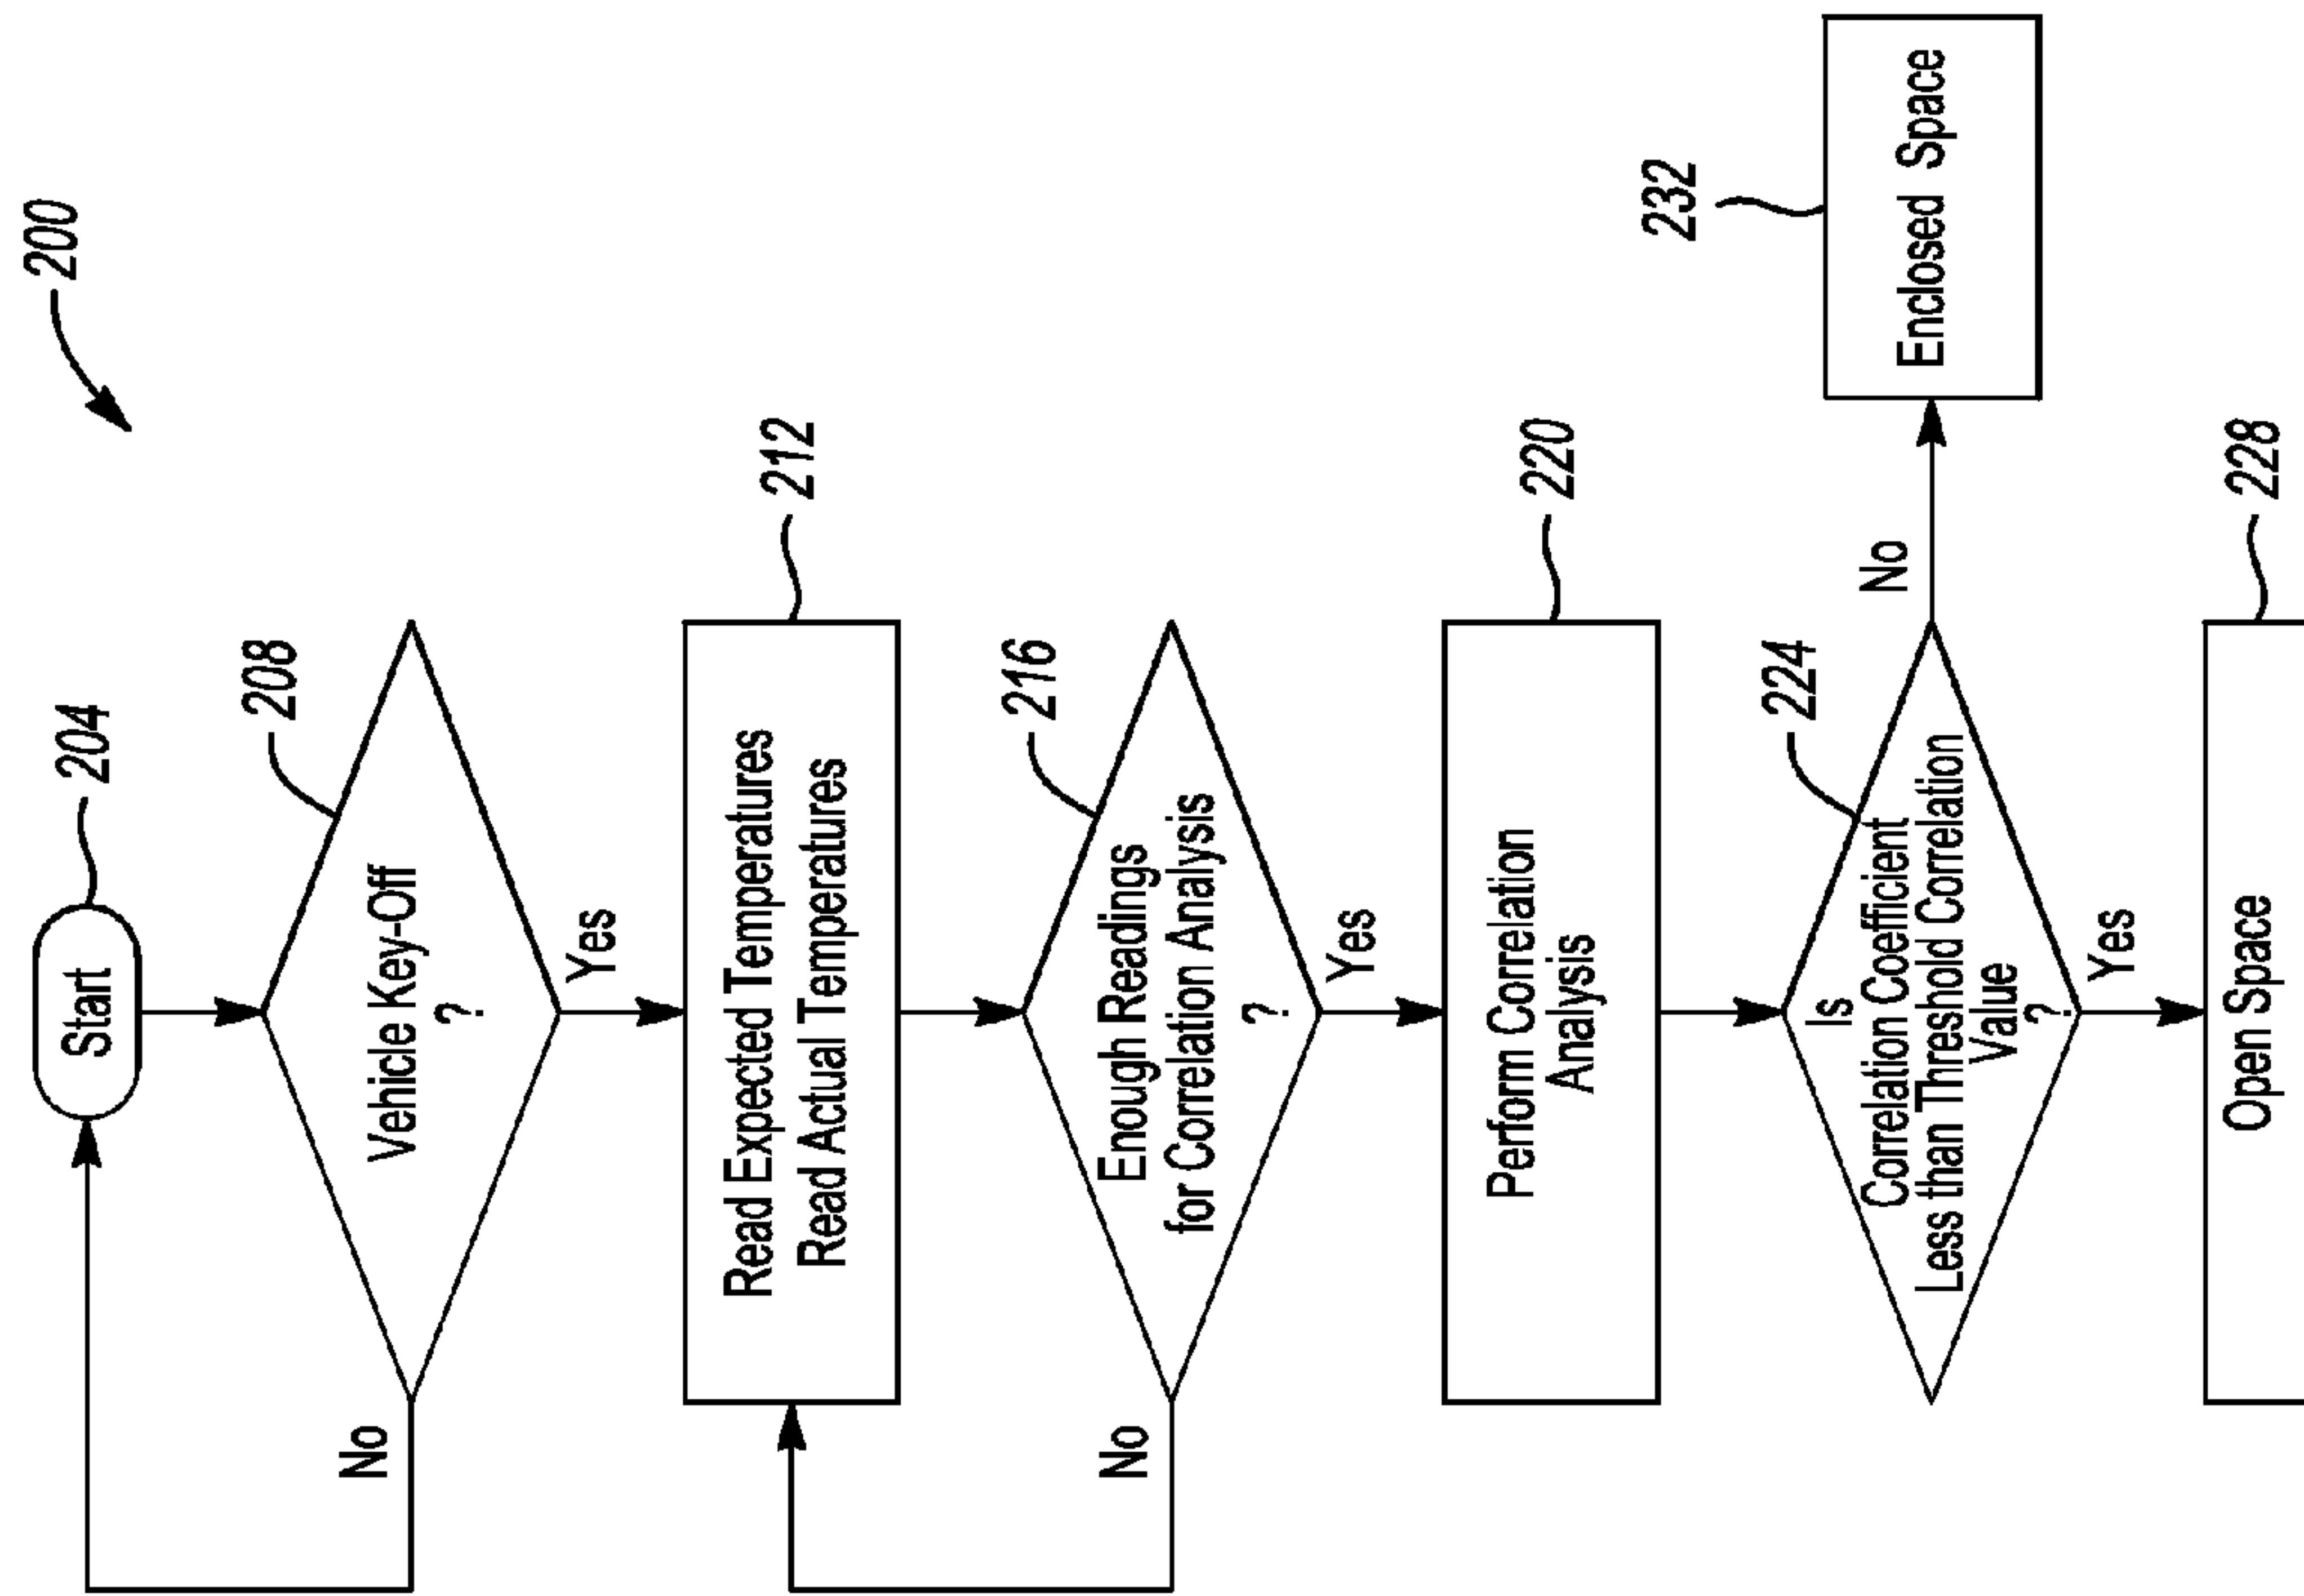 200
204
Start
208
Vehicle Key-Off
?
No
Yes
212
Read Expected Temperatures
Read Actual Temperatures
216
Enough Readings
for Correlation Analysis
?
No
Yes
220
Perform Correlation
Analysis
224
Is
Correlation Coefficient
Less than Threshold Correlation
Value
?
No
232
Enclosed Space
Yes
228
Open Space